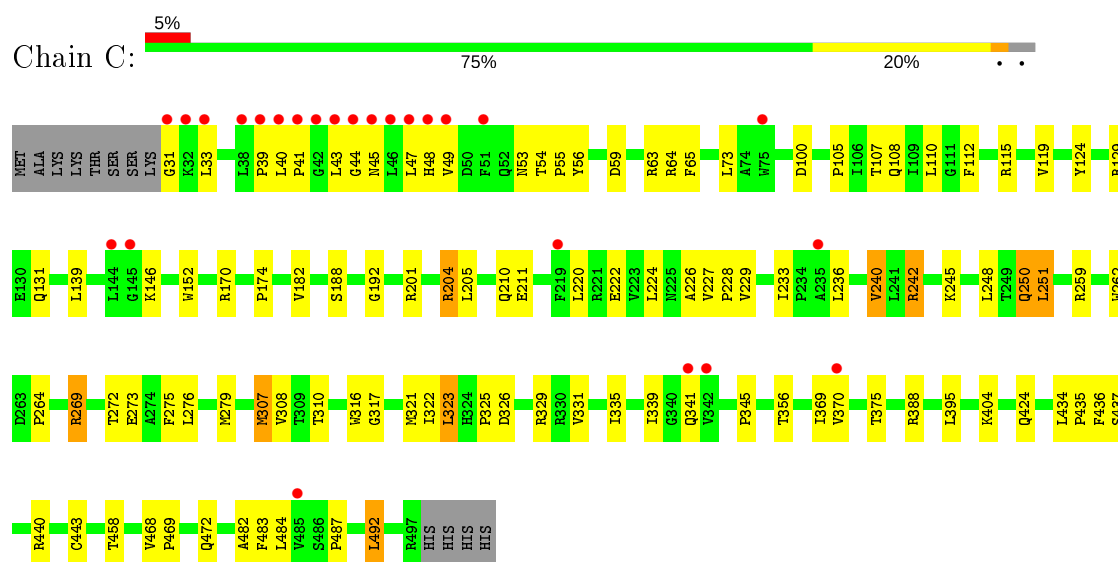 5%
Chain C:
75% 20% • •
MET ALA LYS LYS THR SER SER LYS G31 K32 L33 L38 P39 L40 P41 G42 L43 G44 N45 L46 L47 H48 V49 D50 F51 Q52 N53 T54 P55 Y56 D59 R63 R64 F65 L73 A74 W75 D100 P105 I106 T107 Q108 I109 L110 G111 F112 R115 V119 Y124 R129
E130 Q131 L139 L144 G145 K146 W152 R170 P174 V182 S188 G192 R201 R204 L205 Q210 E211 F219 L220 R221 E222 V223 L224 N225 A226 V227 P228 V229 I233 P234 A235 L236 V240 L241 R242 K245 L248 T249 Q250 L251 R259 W262
D263 P264 R269 T272 E273 A274 F275 L276 M279 M307 V308 T309 T310 W316 G317 M321 I322 L323 H324 P325 D326 R329 R330 V331 I335 I339 G340 Q341 V342 P345 T356 I369 V370 T375 R388 L395 K404 Q424 L434 P435 F436 S437
R440 C443 T458 V468 P469 Q472 A482 F483 L484 V485 S486 P487 L492 R497 HIS HIS HIS HIS